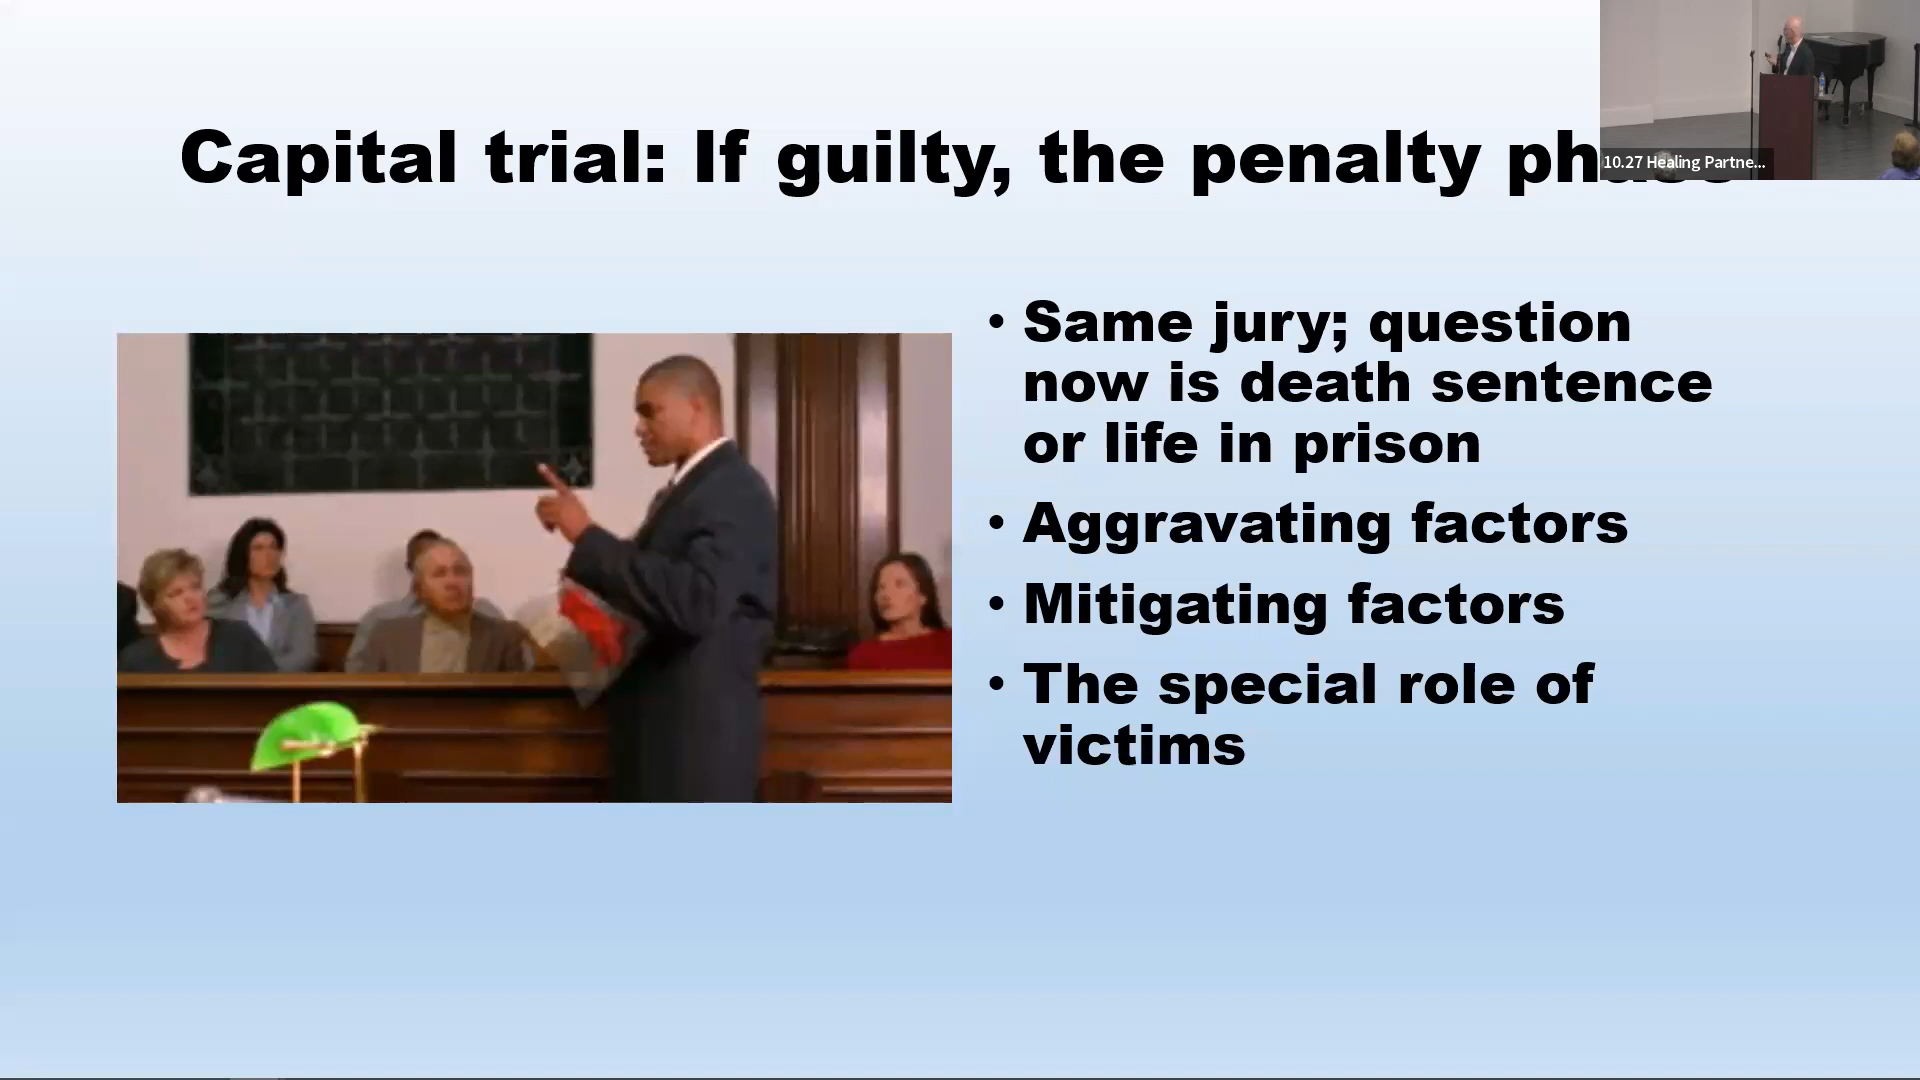 Capital trial: If guilty, the penalty
10.27 Healing Partne...
• Same jury; question
now is death sentence
or life in prison
• Aggravating factors
• Mitigating factors
• The special role of
victims